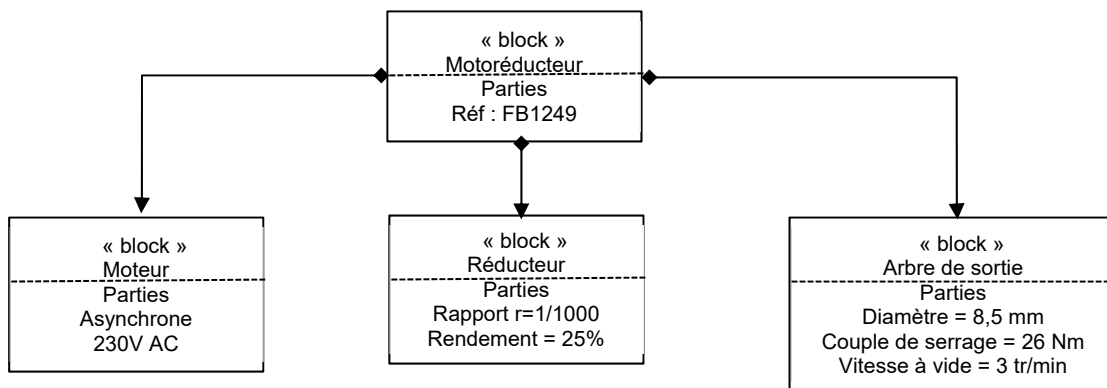 « block »
Motoréducteur
Parties
Réf : FB1249
« block »
Moteur
Parties
Asynchrone
230V AC
« block »
Réducteur
Parties
Rapport r=1/1000
Rendement = 25%
« block »
Arbre de sortie
Parties
Diamètre = 8,5 mm
Couple de serrage = 26 Nm
Vitesse à vide = 3 tr/min